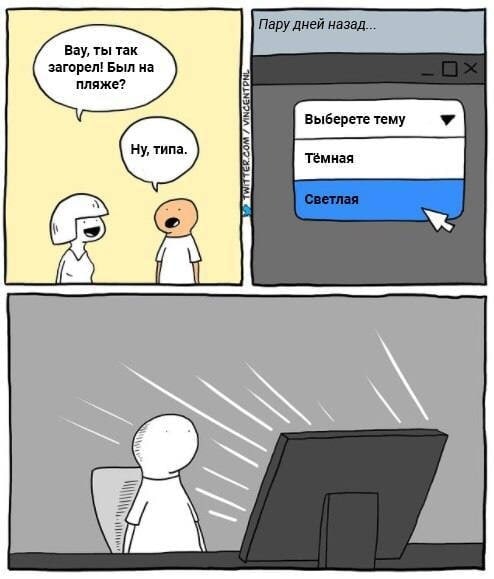 Вау, ты так
загорел! Был на
пляже?
Ну, типа.
TWITTER.COM / VINCENTDNL
Пару дней назад...
Выберете тему
Тёмная
Светлая